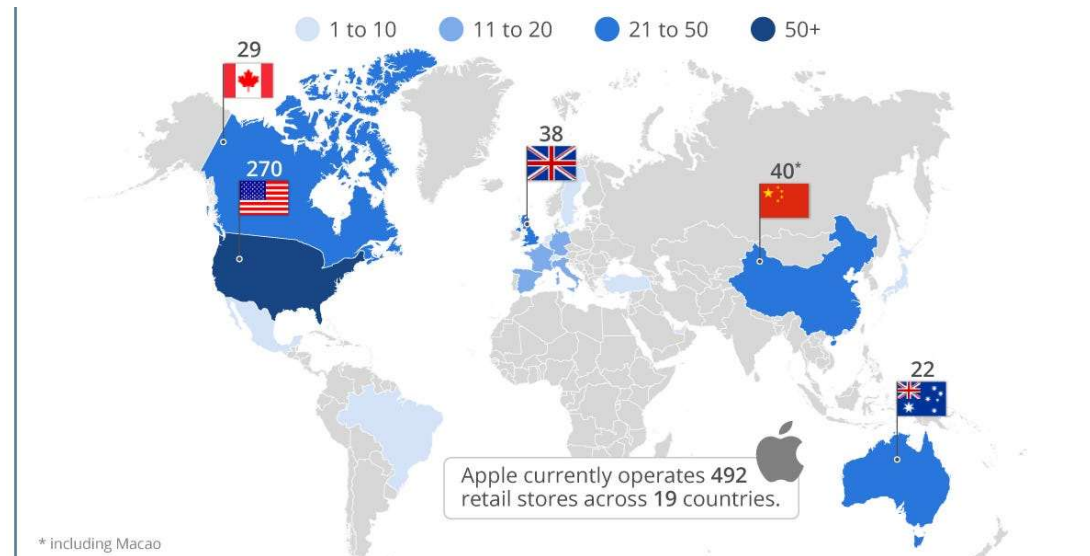 1 to 10 11 to 20 21 to 50 50+
29
270
38
40*
22
Apple currently operates 492
retail stores across 19 countries.
* including Macao